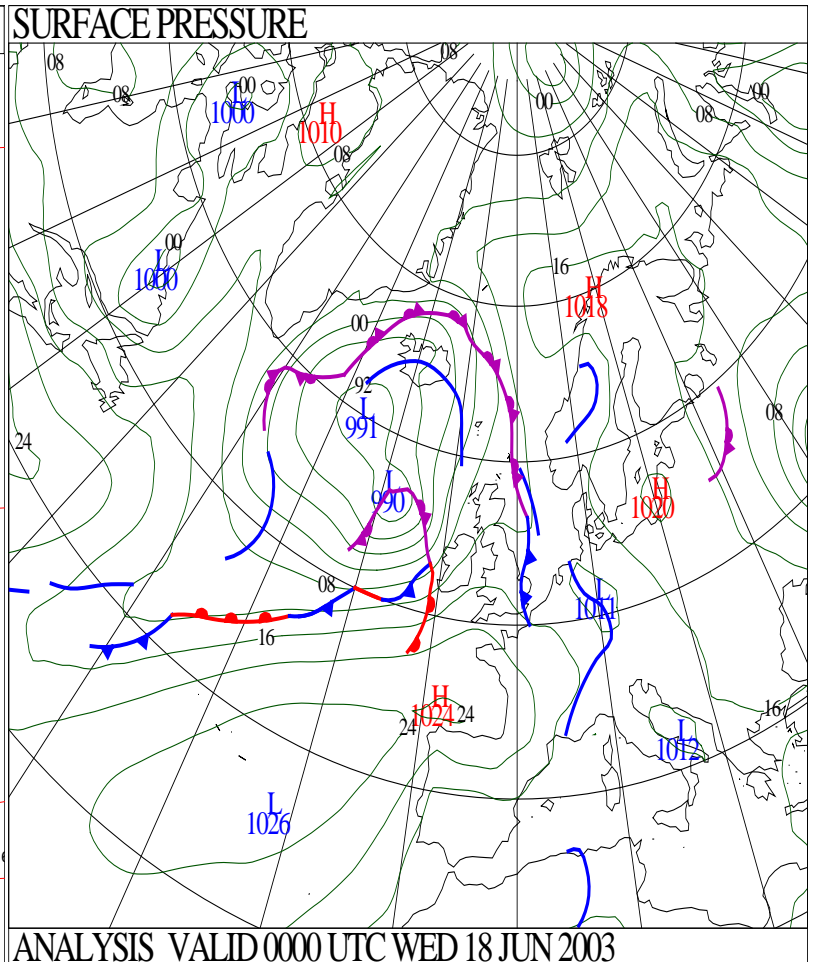 SURFACE PRESSURE
08
08
08
00
L
1000
H
1010
08
00
00
08
00
L
1000
16
H
1018
00
92
L
991
24
08
L
990
H
1020
08
L
1011
16
H
1024
24
24
16
L
1012
L
1026
ANALYSIS VALID 0000 UTC WED 18 JUN 2003